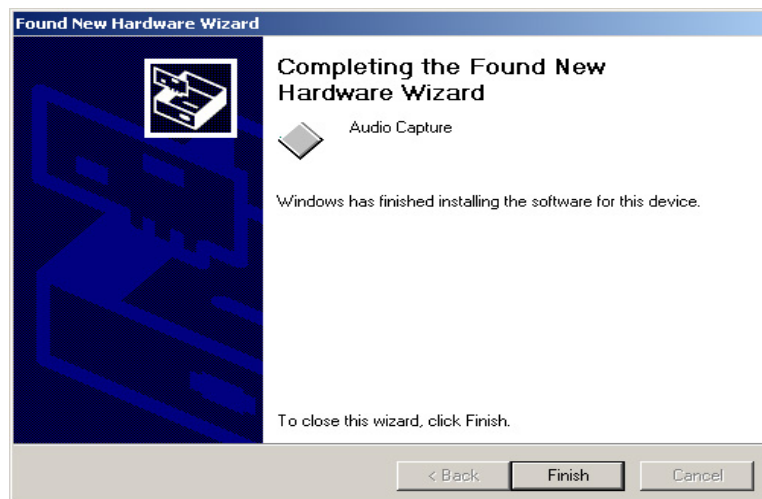 Found New Hardware Wizard
Completing the Found New
Hardware Wizard
Audio Capture
Windows has finished installing the software for this device.
To close this wizard, click Finish.
< Back
Finish
Cancel